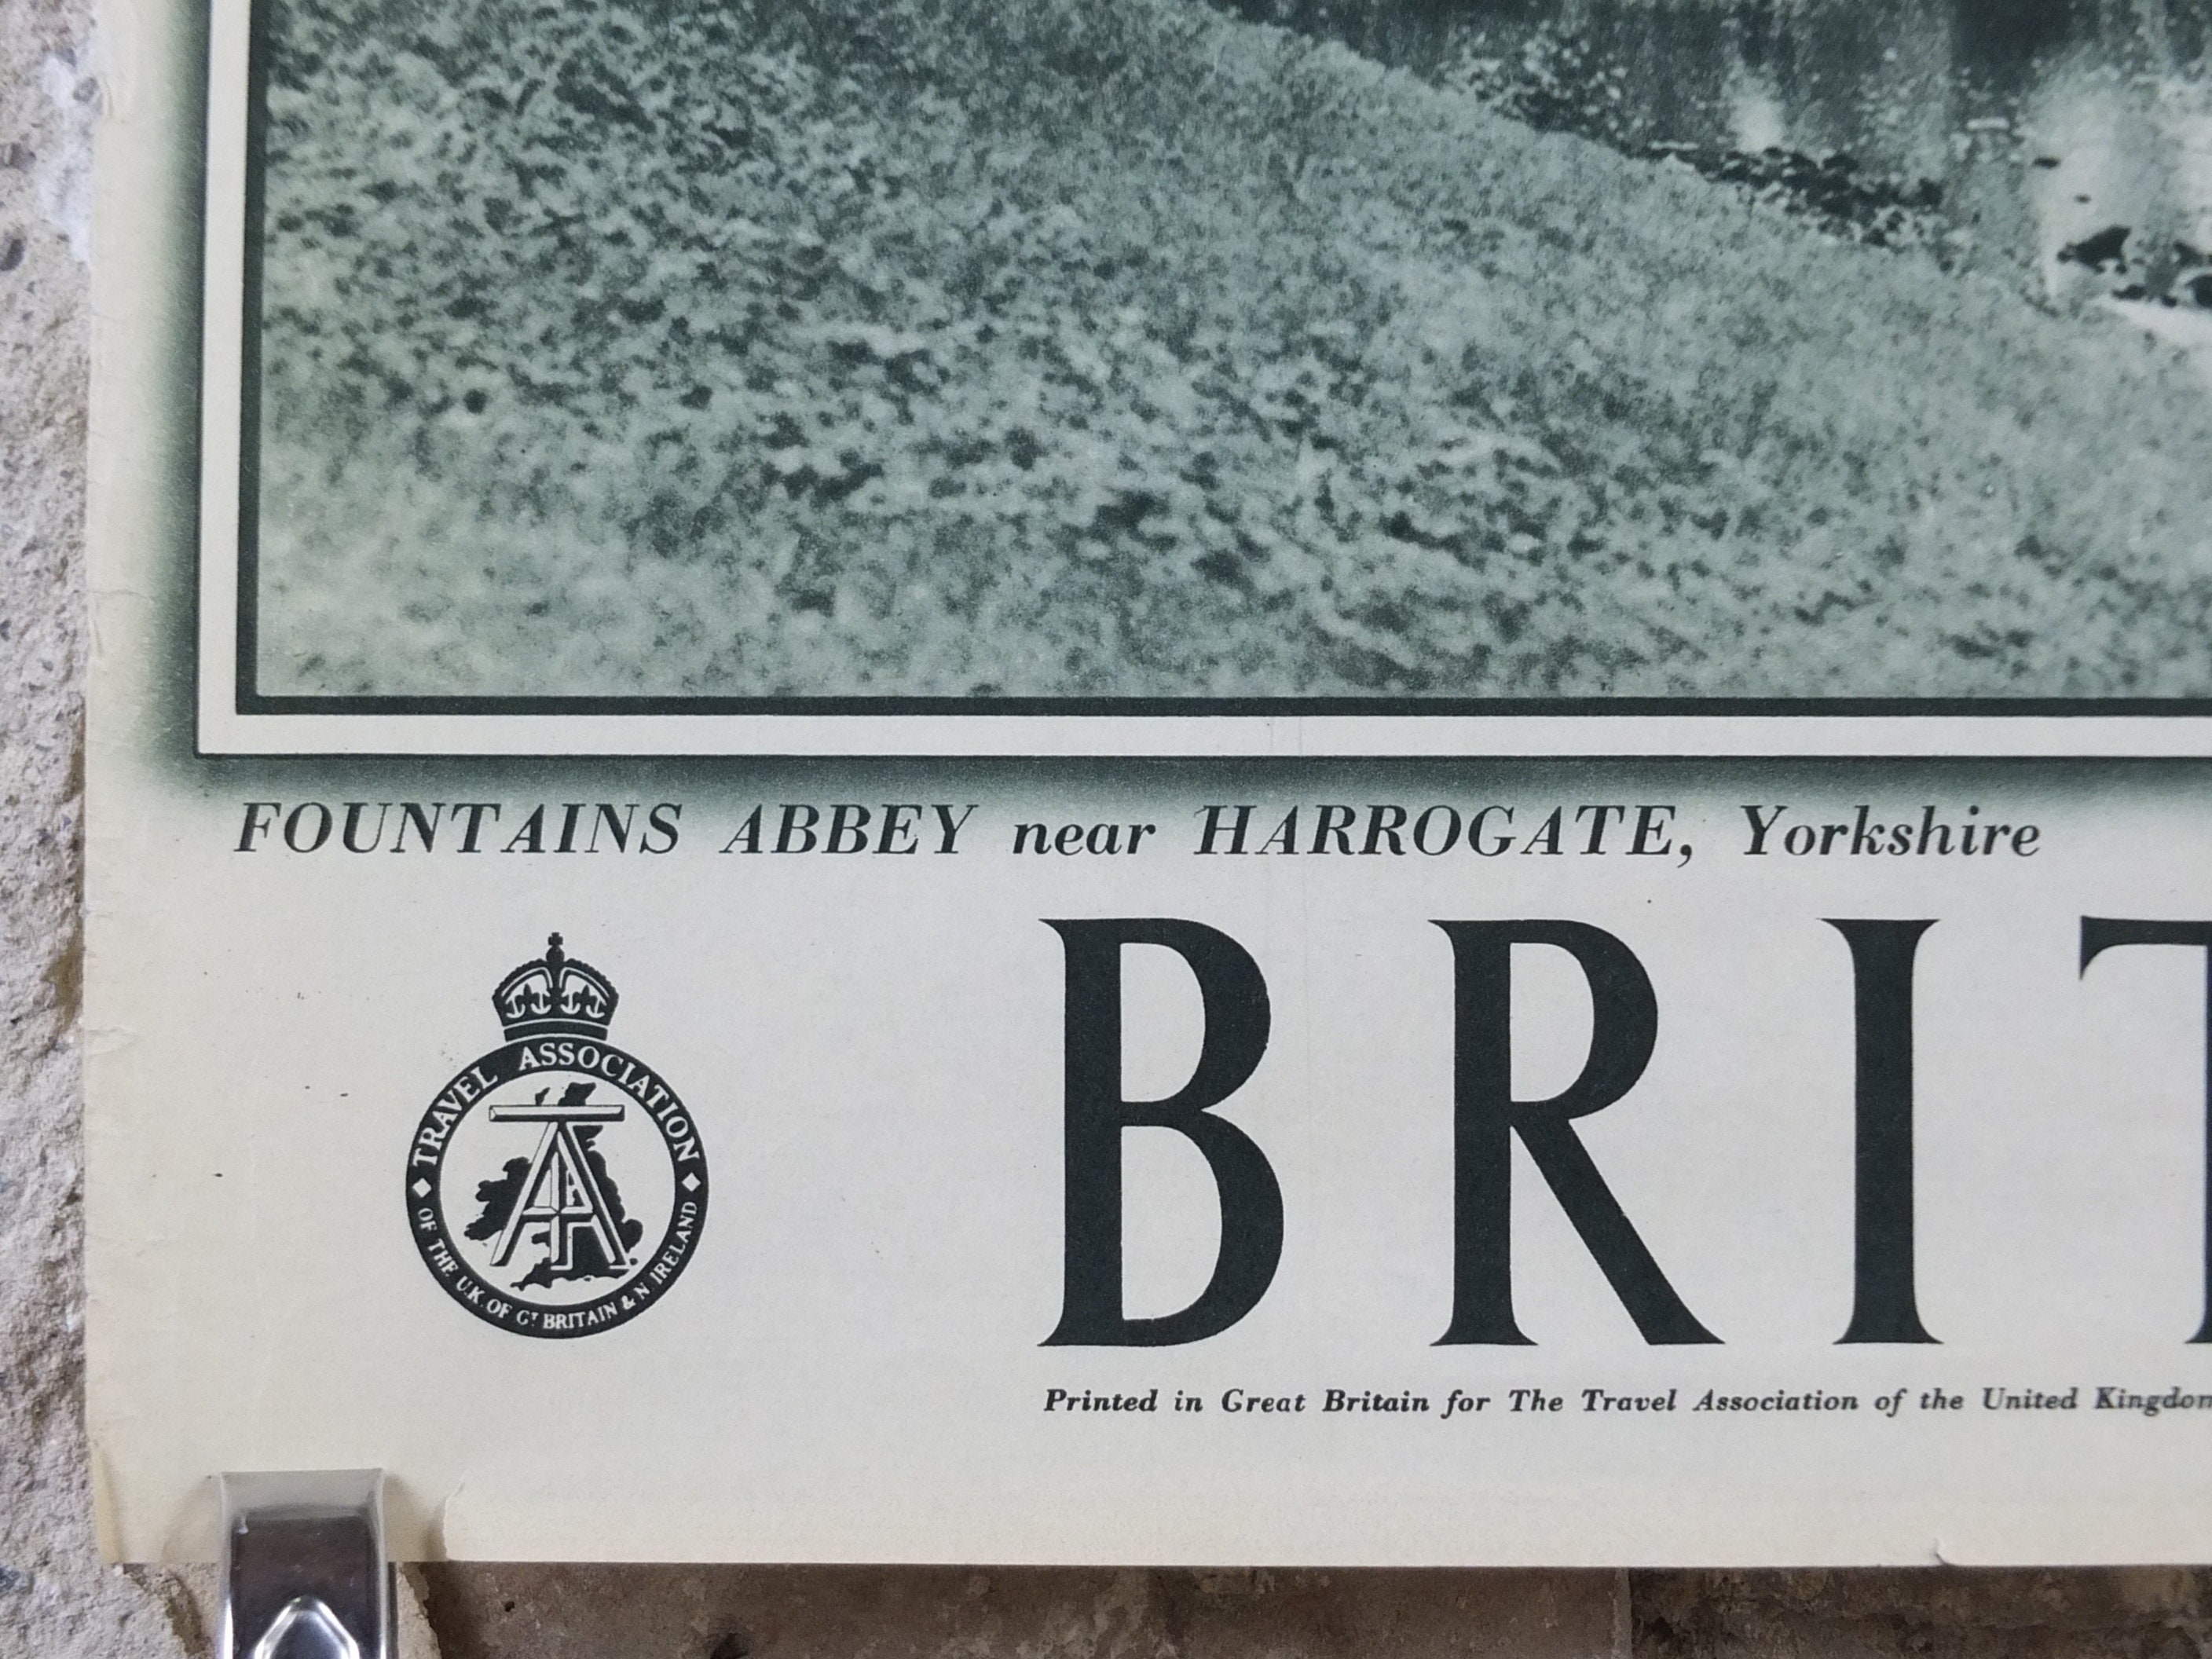 FOUNTAINS ABBEY near HARROGATE, Yorkshire
TRAVEL ASSOCIATION
OF THE U.K. OF GT BRITAIN & N. IRELAND
TA
BRIT
Printed in Great Britain for The Travel Association of the United Kingdom